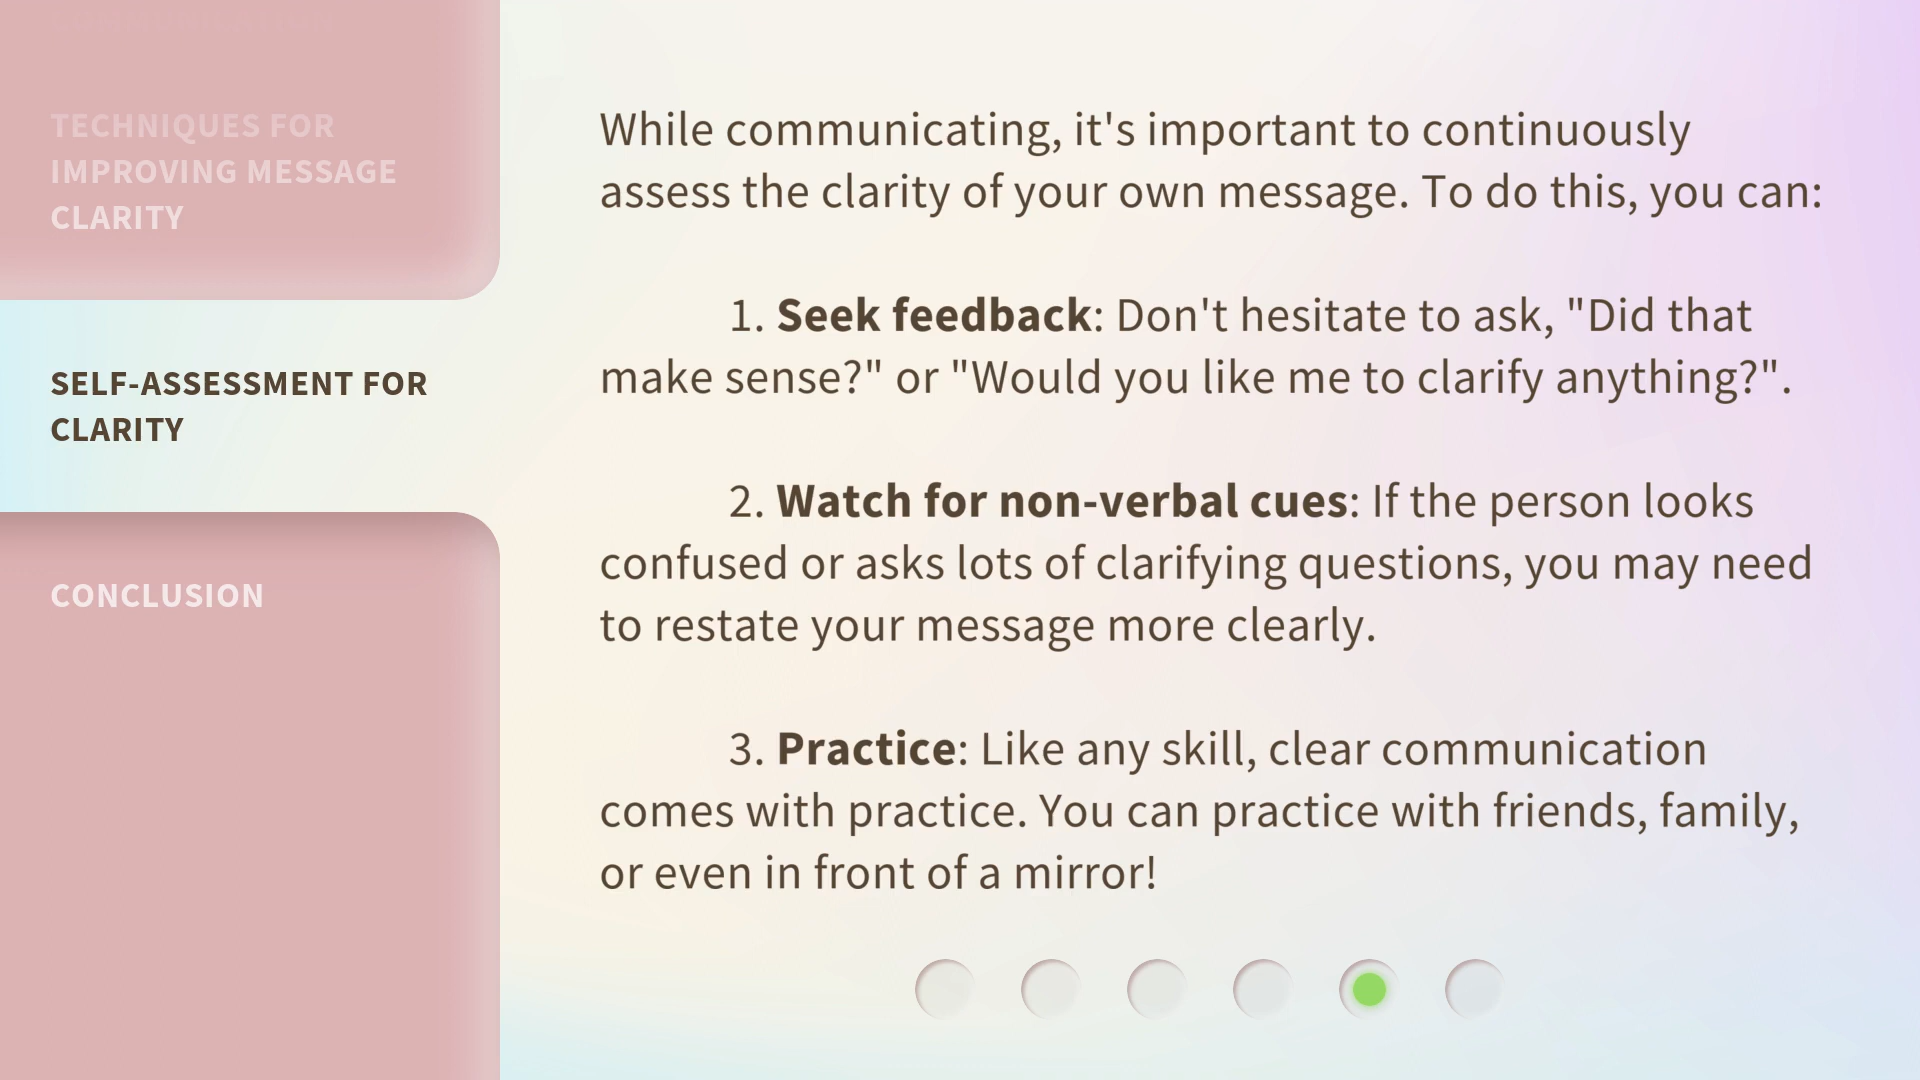 TECHNIQUES FOR
IMPROVING MESSAGE
CLARITY
SELF-ASSESSMENT FOR
CLARITY
CONCLUSION
While communicating, it's important to continuously
assess the clarity of your own message. To do this, you can:
1. Seek feedback: Don't hesitate to ask, "Did that
make sense?" or "Would you like me to clarify anything?".
2. Watch for non-verbal cues: If the person looks
confused or asks lots of clarifying questions, you may need
to restate your message more clearly.
3. Practice: Like any skill, clear communication
comes with practice. You can practice with friends, family,
or even in front of a mirror!